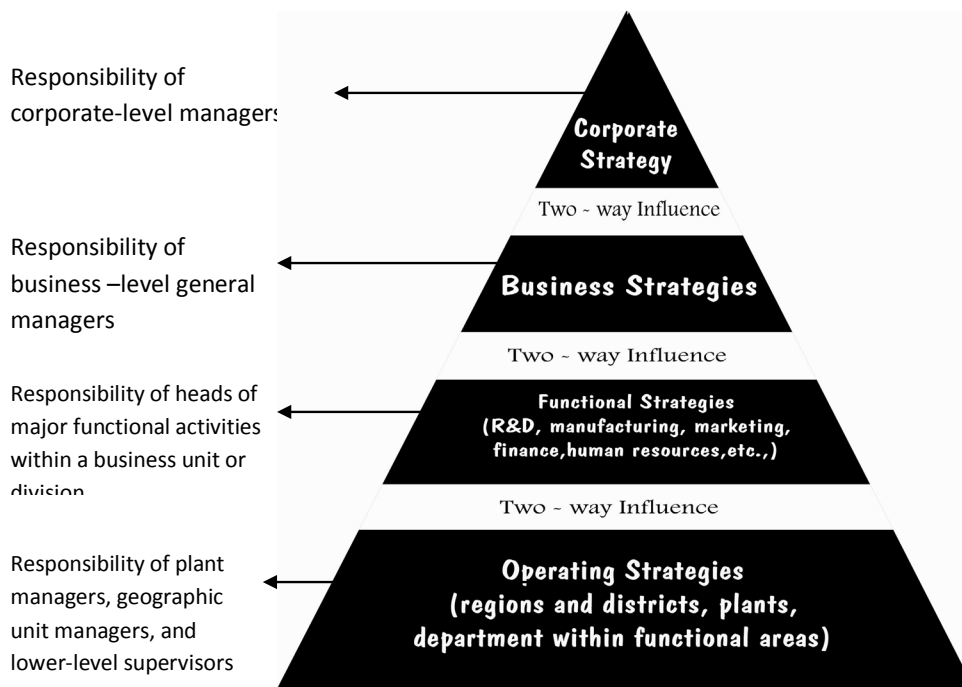 Responsibility of
corporate-level managers
Corporate
Strategy
Two - way Influence
Responsibility of
business –level general
managers
Business Strategies
Two - way Influence
Responsibility of heads of
major functional activities
within a business unit or
division
Functional Strategies
(R&D, manufacturing, marketing,
finance,human resources,etc.,)
Two - way Influence
Responsibility of plant
managers, geographic
unit managers, and
lower-level supervisors
Operating Strategies
(regions and districts, plants,
department within functional areas)